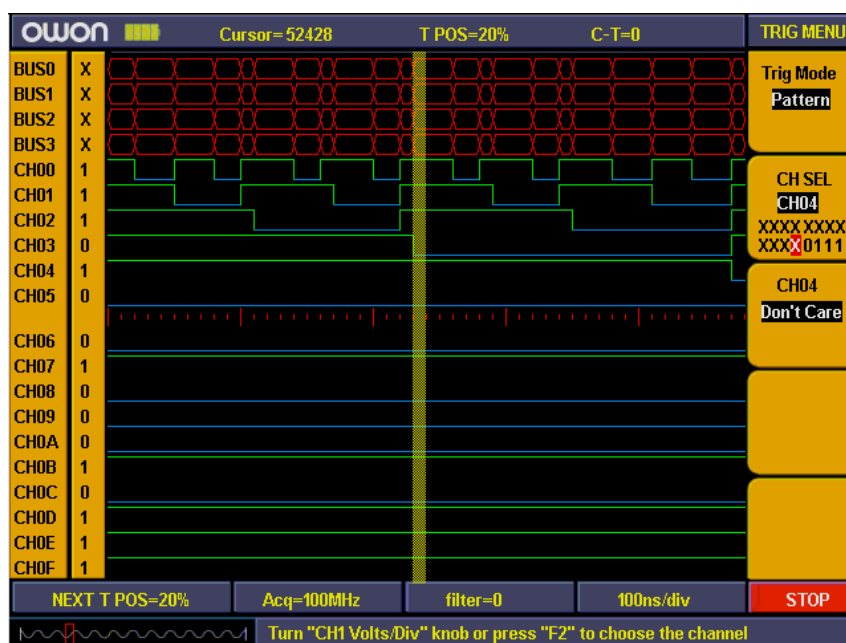 OWON Cursor=52428 T POS=20% C-T=0 TRIG MENU
BUS0 X
BUS1 X
BUS2 X
BUS3 X
CH00 1
CH01 1
CH02 1
CH03 0
CH04 1
CH05 0
CH06 0
CH07 1
CH08 0
CH09 0
CH0A 0
CH0B 1
CH0C 0
CH0D 1
CH0E 1
CH0F 1
Trig Mode
Pattern
CH SEL
CH04
XXXX XXXX
XXXX 0111
CH04
Don't Care
NEXT T POS=20% Acq=100MHz filter=0 100ns/div STOP
Turn "CH1 Volts/Div" knob or press "F2" to choose the channel